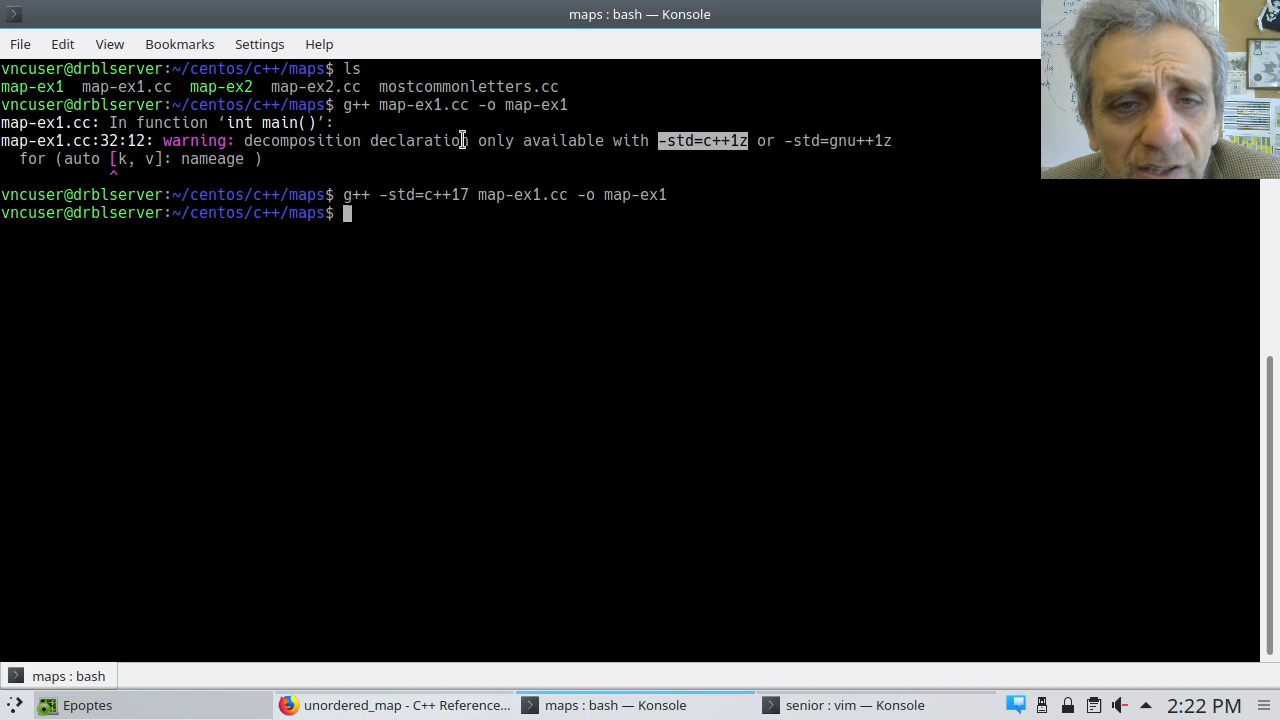 maps : bash — Konsole
File Edit View Bookmarks Settings Help
vncuser@drblserver:~/centos/c++/maps$ ls
map-ex1 map-ex1.cc map-ex2 map-ex2.cc mostcommonletters.cc
vncuser@drblserver:~/centos/c++/maps$ g++ map-ex1.cc -o map-ex1
map-ex1.cc: In function ‘int main()’:
map-ex1.cc:32:12: warning: decomposition declaration only available with -std=c++1z or -std=gnu++1z
for (auto [k, v]: nameage )
^
vncuser@drblserver:~/centos/c++/maps$ g++ -std=c++17 map-ex1.cc -o map-ex1
vncuser@drblserver:~/centos/c++/maps$
maps : bash
Epoptes
unordered_map - C++ Reference...
maps : bash — Konsole
senior : vim — Konsole
2:22 PM